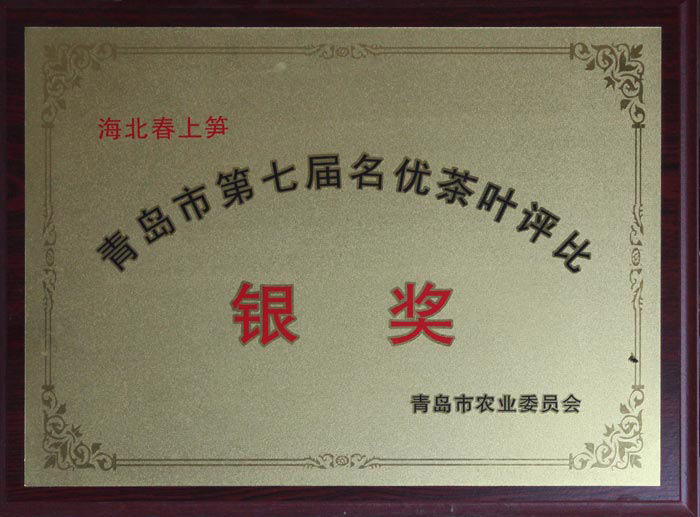 海北春上笋
青岛市第七届名优茶叶评比
银奖
青岛市农业委员会